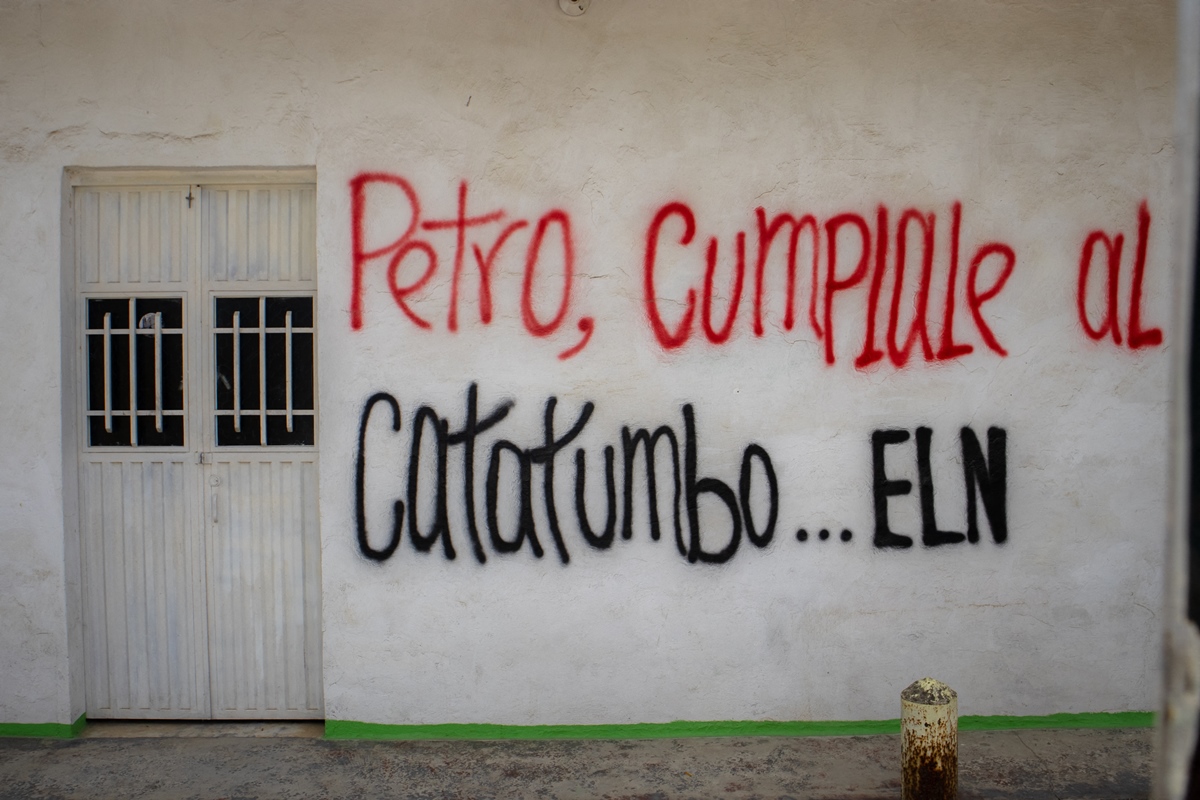 Petro, cumplale al
Catatumbo... ELN